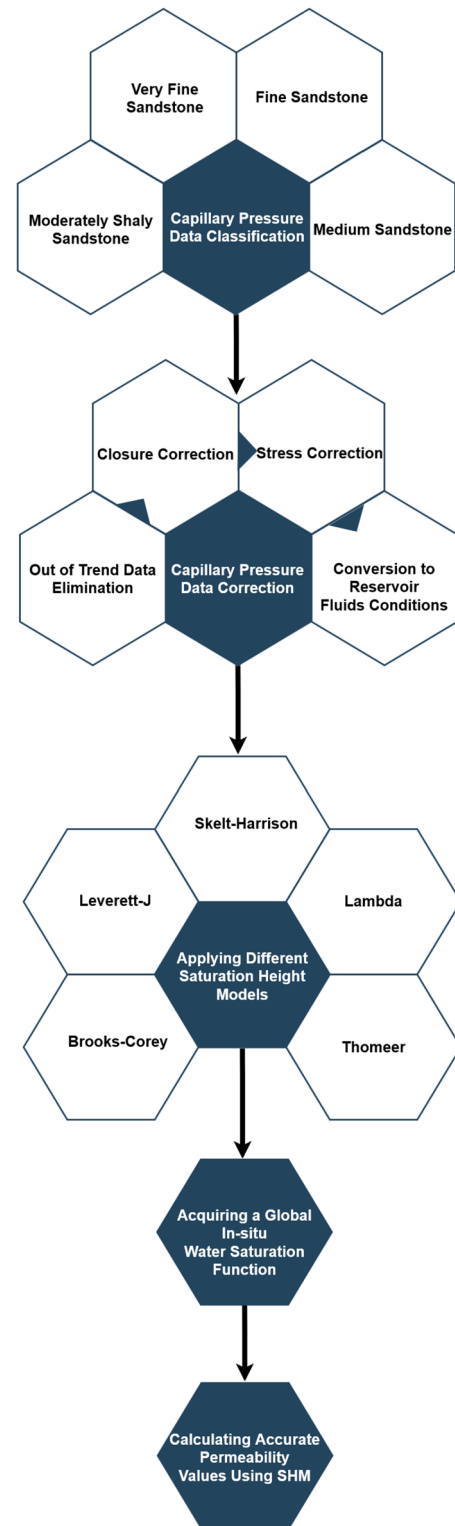 Very Fine
Sandstone
Fine Sandstone
Moderately Shaly
Sandstone
Capillary Pressure
Data Classification
Medium Sandstone
Closure Correction
Stress Correction
Out of Trend Data
Elimination
Capillary Pressure
Data Correction
Conversion to
Reservoir
Fluids Conditions
Skelt-Harrison
Leverett-J
Lambda
Applying Different
Saturation Height
Models
Brooks-Corey
Thomeer
Acquiring a Global
In-situ
Water Saturation
Function
Calculating Accurate
Permeability
Values Using SHM